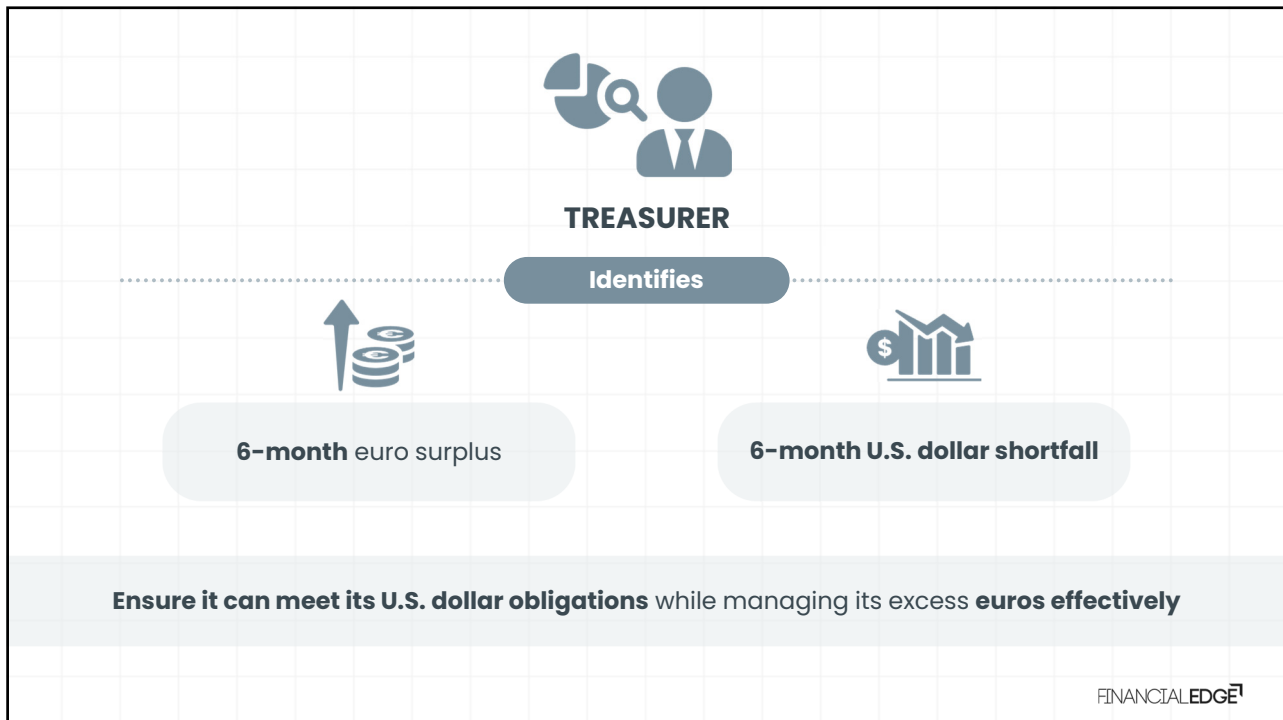 TREASURER
Identifies
$
€
€
6-month euro surplus
6-month U.S. dollar shortfall
Ensure it can meet its U.S. dollar obligations while managing its excess euros effectively
FINANCIALEDGE